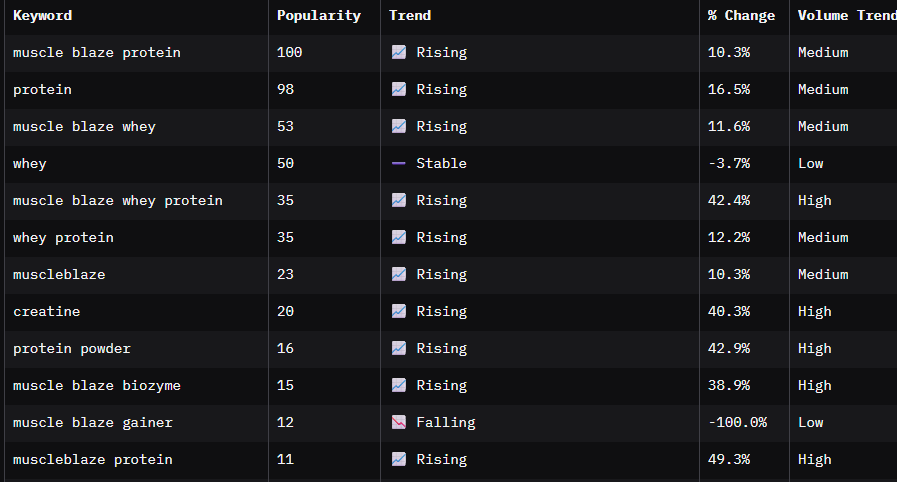 Keyword Popularity Trend % Change Volume Trend
muscle blaze protein 100 📈 Rising 10.3% Medium
protein 98 📈 Rising 16.5% Medium
muscle blaze whey 53 📈 Rising 11.6% Medium
whey 50 ➖ Stable -3.7% Low
muscle blaze whey protein 35 📈 Rising 42.4% High
whey protein 35 📈 Rising 12.2% Medium
muscleblaze 23 📈 Rising 10.3% Medium
creatine 20 📈 Rising 40.3% High
protein powder 16 📈 Rising 42.9% High
muscle blaze biozyme 15 📈 Rising 38.9% High
muscle blaze gainer 12 📉 Falling -100.0% Low
muscleblaze protein 11 📈 Rising 49.3% High